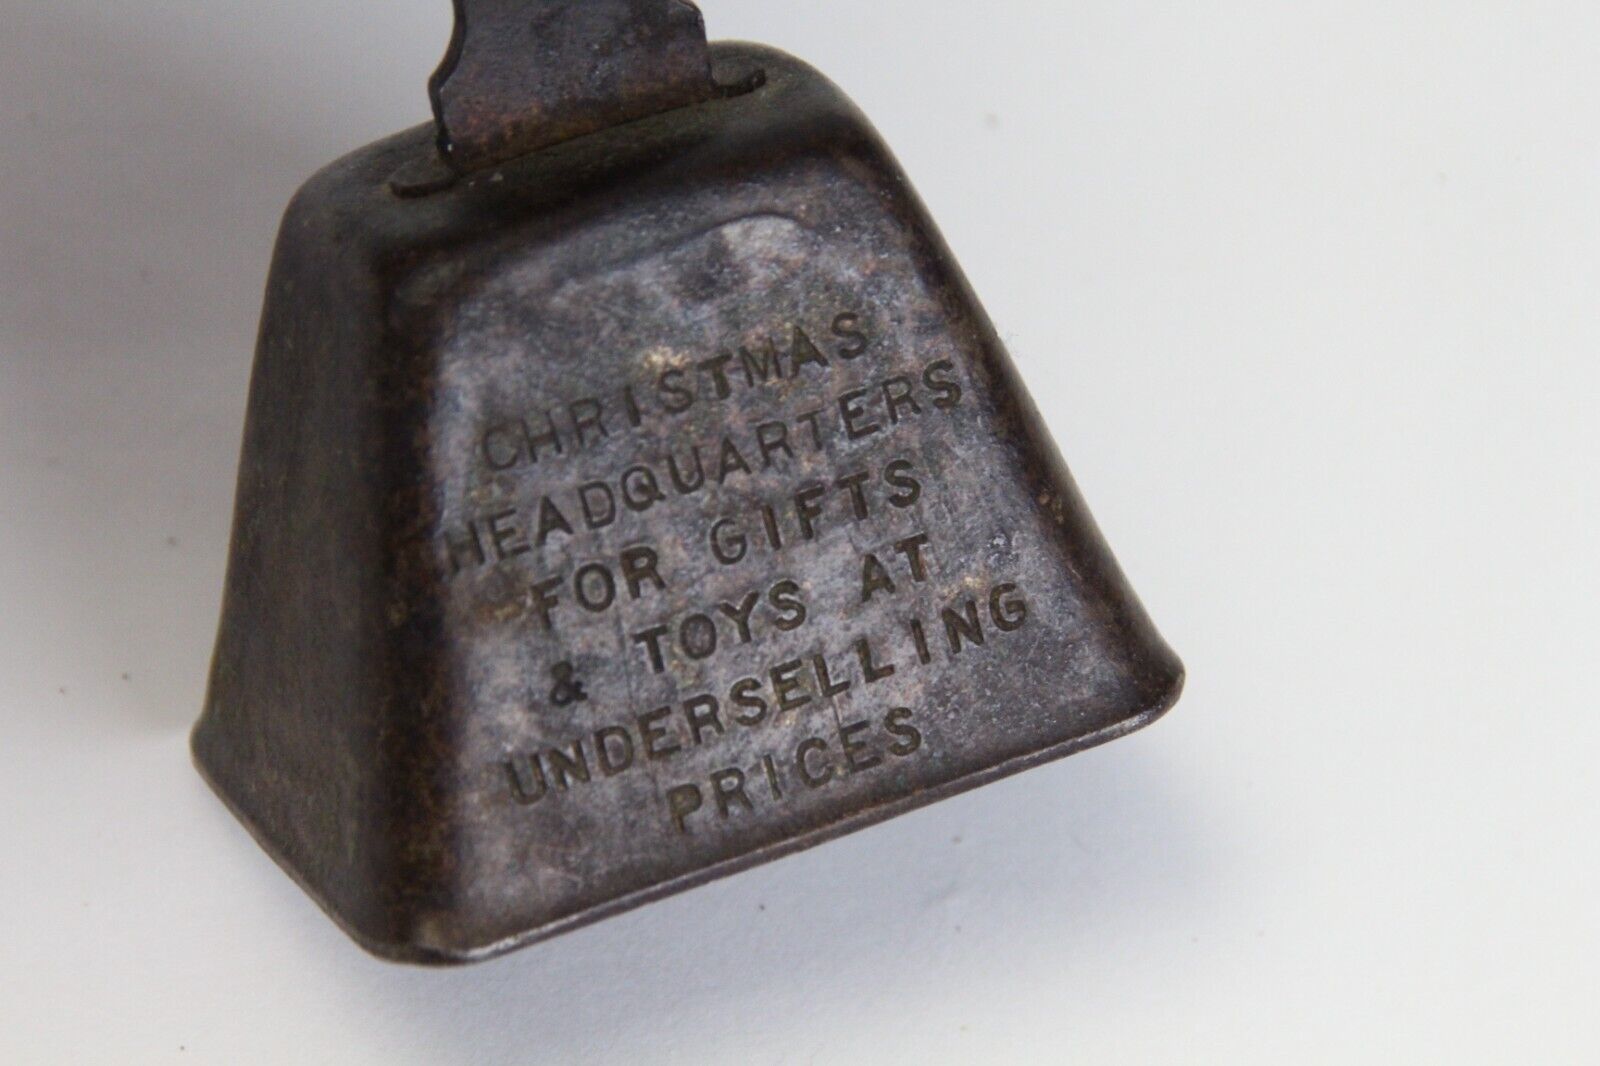 CHRISTMAS
HEADQUARTERS
FOR GIFTS
& TOYS AT
UNDERSELLING
PRICES